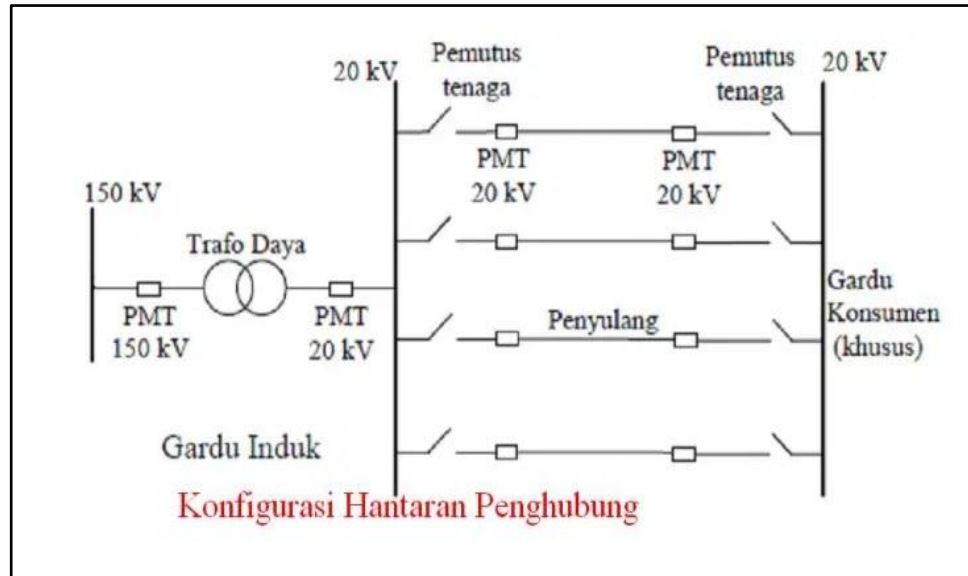 20 kV
Pemutus
tenaga
Pemutus
tenaga
20 kV
PMT
20 kV
PMT
20 kV
150 kV
Trafo Daya
PMT
150 kV
PMT
20 kV
Penyulang
Gardu
Konsumen
(khusus)
Gardu Induk
Konfigurasi Hantaran Penghubung